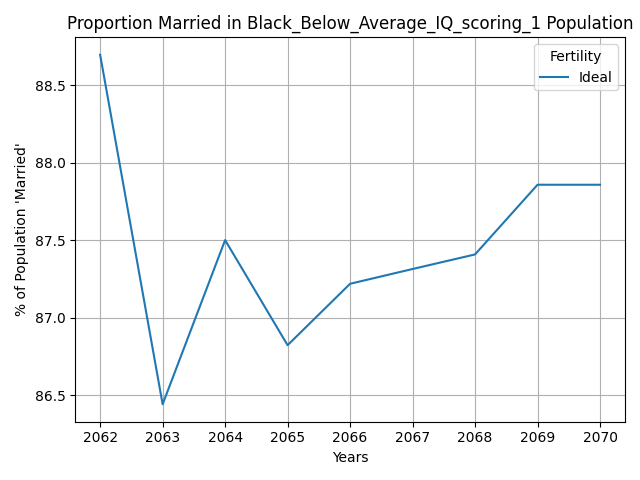 Proportion Married in Black_Below_Average_IQ_scoring_1 Population
Fertility
Ideal
% of Population 'Married'
88.5
88.0
87.5
87.0
86.5
2062 2063 2064 2065 2066 2067 2068 2069 2070
Years